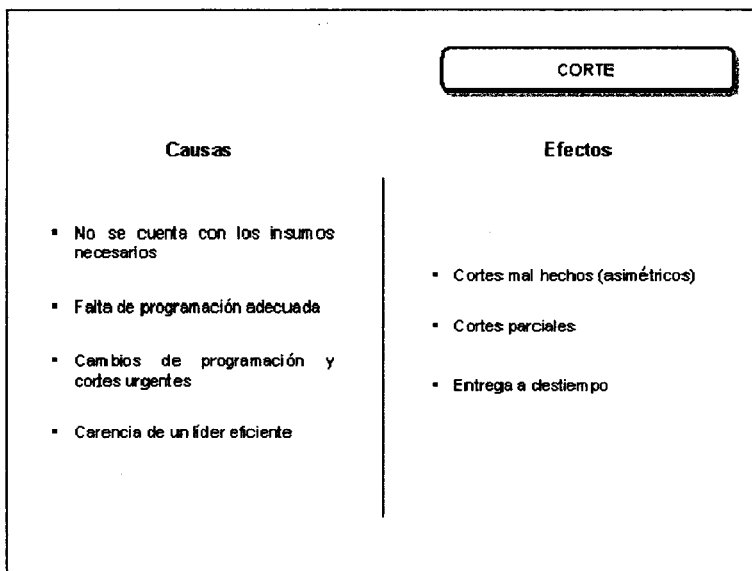 CORTE
Causas
▪ No se cuenta con los insumos
necesarios
▪ Falta de programación adecuada
▪ Cambios de programación y
cortes urgentes
▪ Carencia de un líder eficiente
Efectos
▪ Cortes mal hechos (asimétricos)
▪ Cortes parciales
▪ Entrega a destiempo